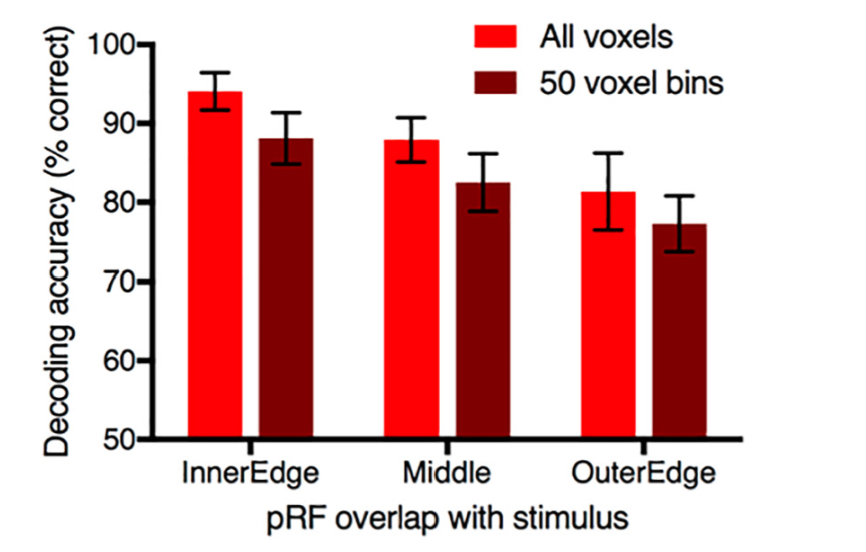 Decoding accuracy (% correct)
100
90
80
70
60
50
All voxels
50 voxel bins
InnerEdge
Middle
OuterEdge
pRF overlap with stimulus